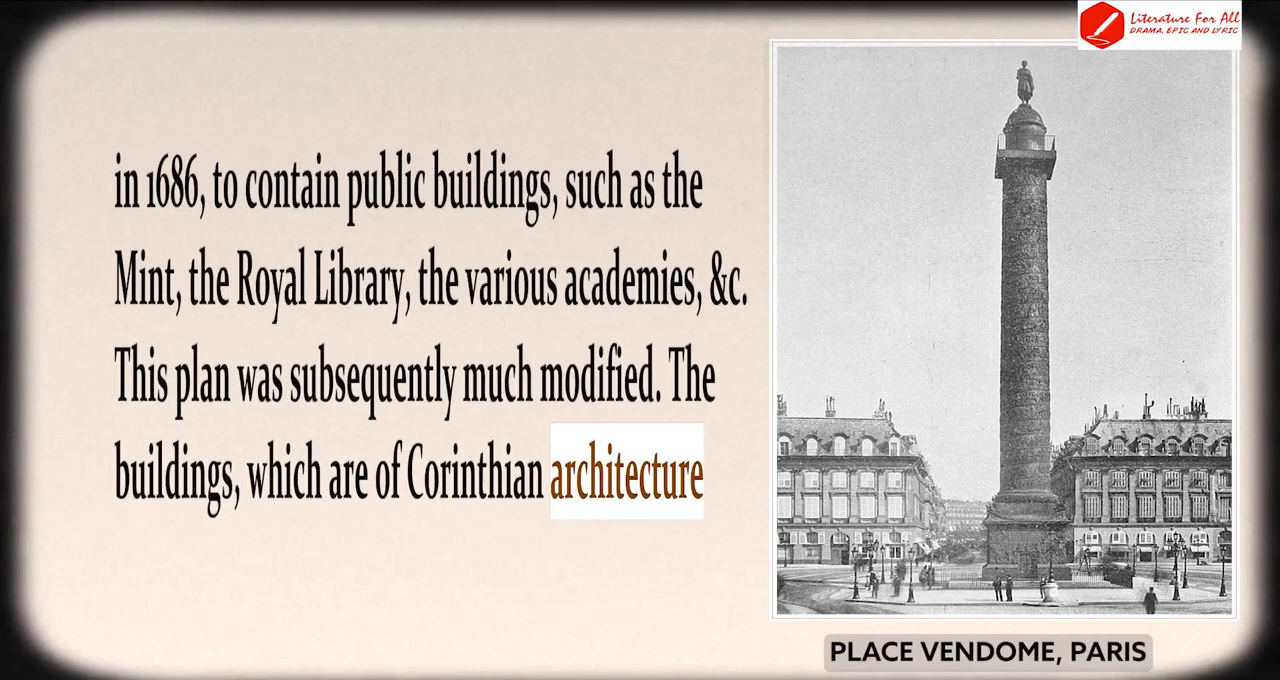 Literature For All
DRAMA, EPIC AND LYRIC
in 1686, to contain public buildings, such as the
Mint, the Royal Library, the various academies, &c.
This plan was subsequently much modified. The
buildings, which are of Corinthian architecture
PLACE VENDOME, PARIS